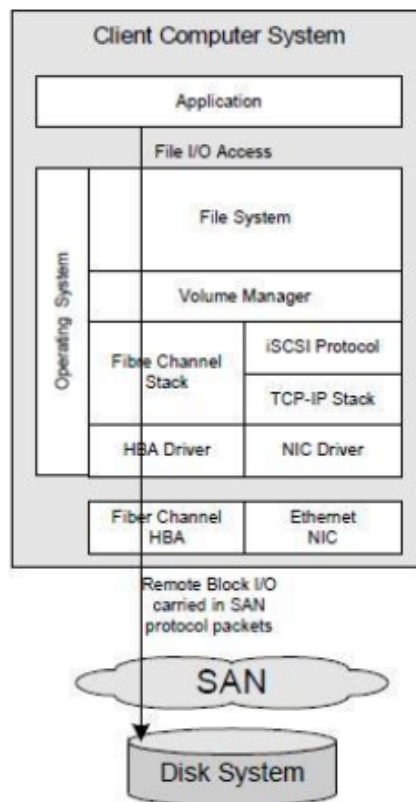 Client Computer System
Application
File I/O Access
Operating System
File System
Volume Manager
Fibre Channel
Stack
iSCSI Protocol
TCP-IP Stack
HBA Driver
NIC Driver
Fiber Channel
HBA
Ethernet
NIC
Remote Block I/O
carried in SAN
protocol packets
SAN
Disk System